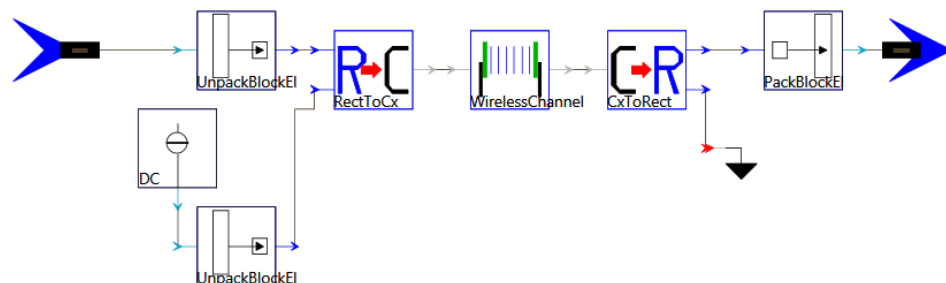 UnpackBlockEl
RectToCx
WirelessChannel
CxToRect
PackBlockEl
DC
UnpackBlockEl